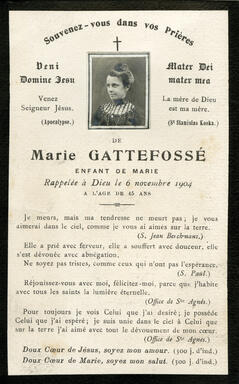 Souvenez-vous dans vos Prières
Veni
Domine Jesu
Venez
Seigneur Jésus.
(Apocalypse.)
Mater Dei
mater mea
La mère de Dieu
est ma mère.
(St Stanislas Kostka.)
DE
Marie GATTEFOSSÉ
ENFANT DE MARIE
Rappelée à Dieu le 6 novembre 1904
A L'AGE DE 45 ANS
Je meurs, mais ma tendresse ne meurt pas; je vous
aimerai dans le ciel, comme je vous ai aimés sur la terre.
(S. Jean Berchmans.)
Elle a prié avec ferveur, elle a souffert avec douceur, elle
s'est dévouée avec abnégation.
Ne soyez pas tristes, comme ceux qui n'ont pas l'espérance.
(S. Paul.)
Réjouissez-vous avec moi, félicitez-moi, parce que j'habite
avec tous les saints la lumière éternelle.
(Office de Ste Agnès.)
Pour toujours je vois Celui que j'ai désiré; je possède
Celui que j'ai espéré; je suis unie dans le ciel à Celui que
sur la terre j'ai aimé avec tout le dévouement de mon cœur.
(Office de Ste Agnès.)
Doux Cœur de Jésus, soyez mon amour. (300 j. d'ind.)
Doux Cœur de Marie, soyez mon salut. (300 j. d'ind.)